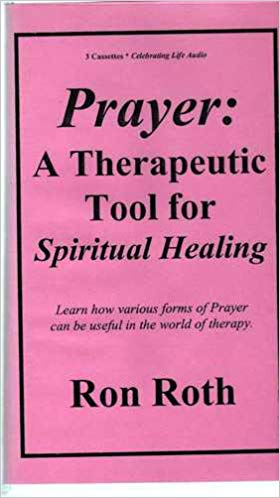 3 Cassettes * Celebrating Life Audio
Prayer:
A Therapeutic
Tool for
Spiritual Healing
Learn how various forms of Prayer
can be useful in the world of therapy.
Ron Roth